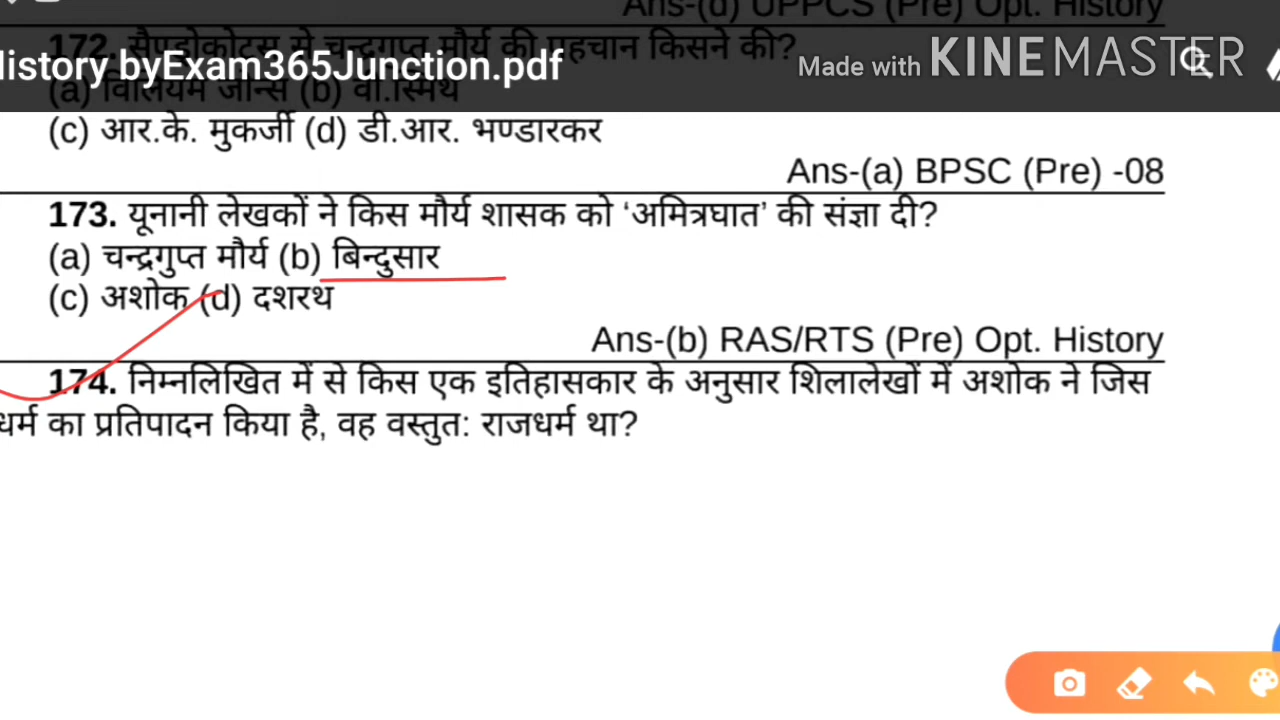 Ans-(d) UPPCS (Pre) Opt. History
172. सैण्ड्रोकोट्स से चन्द्रगुप्त मौर्य की पहचान किसने की?
History byExam365Junction.pdf
Made with KINEMASTER
(a) विलियम जोन्स (b) वी.स्मिथ
(c) आर.के. मुकर्जी (d) डी.आर. भण्डारकर
Ans-(a) BPSC (Pre) -08
173. यूनानी लेखकों ने किस मौर्य शासक को ‘अमित्रघात’ की संज्ञा दी?
(a) चन्द्रगुप्त मौर्य (b) बिन्दुसार
(c) अशोक (d) दशरथ
Ans-(b) RAS/RTS (Pre) Opt. History
174. निम्नलिखित में से किस एक इतिहासकार के अनुसार शिलालेखों में अशोक ने जिस
धर्म का प्रतिपादन किया है, वह वस्तुत: राजधर्म था?